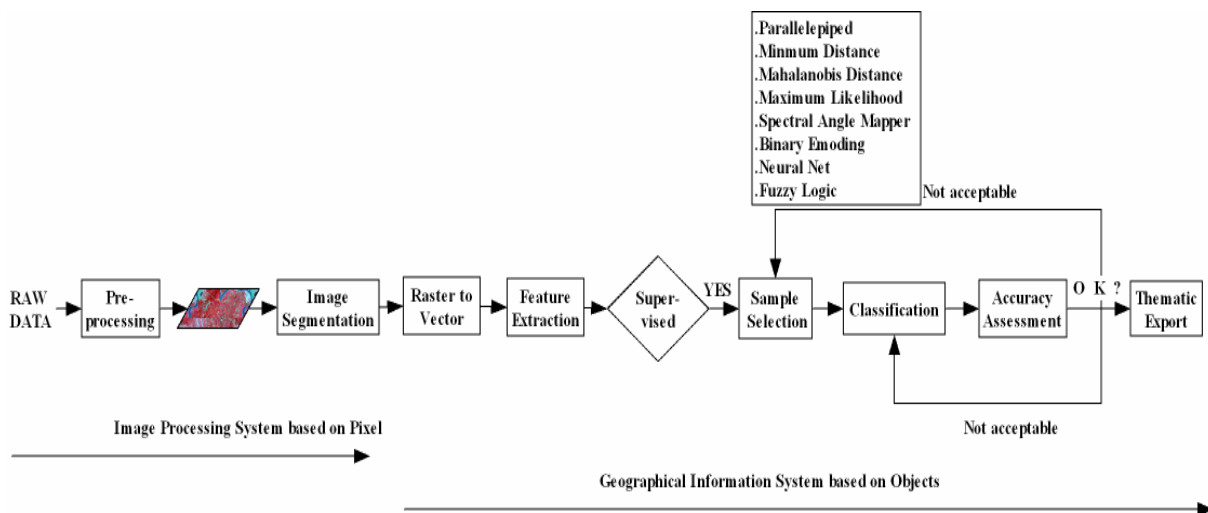 .Parallelepiped
.Minmum Distance
.Mahalanobis Distance
.Maximum Likelihood
.Spectral Angle Mapper
.Binary Emoding
.Neural Net
.Fuzzy Logic
Not acceptable
RAW
DATA
Pre-
processing
Image
Segmentation
Raster to
Vector
Feature
Extraction
Super-
vised
YES
Sample
Selection
Classification
Accuracy
Assessment
O K ?
Thematic
Export
Not acceptable
Image Processing System based on Pixel
Geographical Information System based on Objects